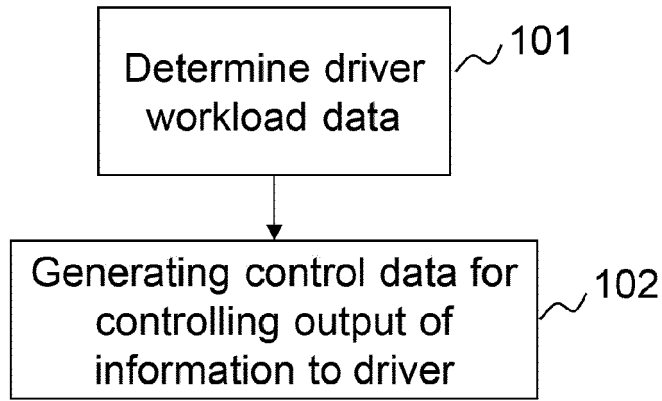 Determine driver
workload data
101
Generating control data for
controlling output of
information to driver
102